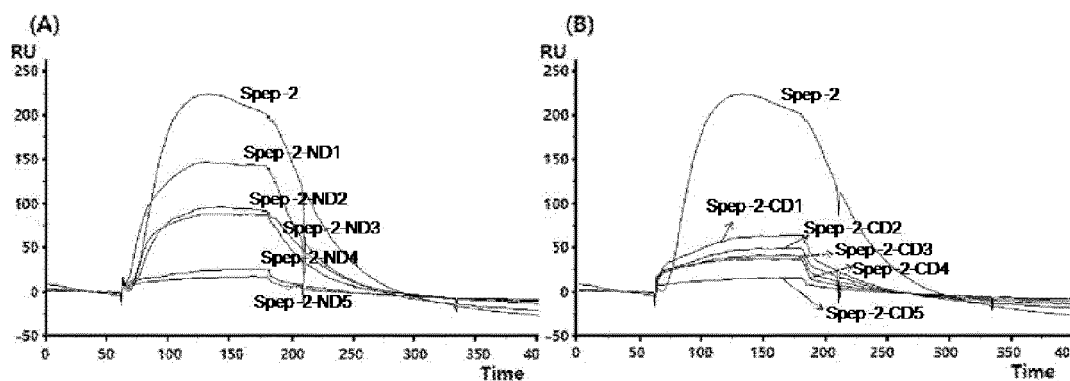 (A)
RU
250
200
150
100
50
0
-50
0 50 100 150 200 250 300 350 40
Time
Spep-2
Spep-2-ND1
Spep-2-ND2
Spep-2-ND3
Spep-2-ND4
Spep-2-ND5
(B)
RU
250
200
150
100
50
0
-50
0 50 100 150 200 250 300 350 40
Time
Spep-2
Spep-2-CD1
Spep-2-CD2
Spep-2-CD3
Spep-2-CD4
Spep-2-CD5